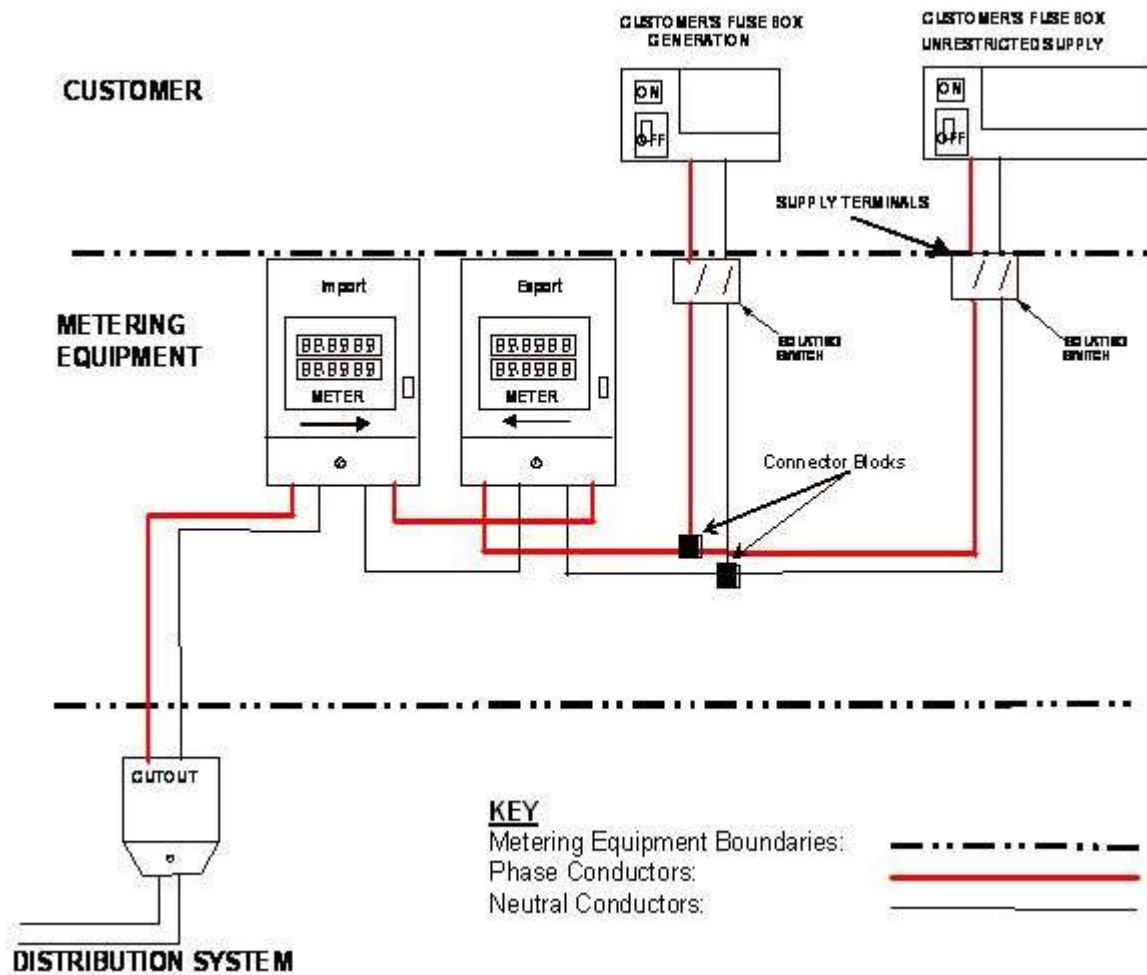 CUSTOMER'S FUSE BOX
GENERATION
CUSTOMER'S FUSE BOX
UNRESTRICTED SUPPLY
CUSTOMER
ON
OFF
ON
OFF
SUPPLY TERMINALS
Import
Export
METERING
EQUIPMENT
METER
METER
ISOLATING
SWITCH
ISOLATING
SWITCH
Connector Blocks
CUTOUT
KEY
Metering Equipment Boundaries:
Phase Conductors:
Neutral Conductors:
DISTRIBUTION SYSTEM